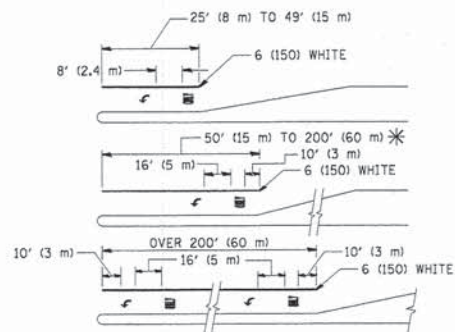 25' (8 m) TO 49' (15 m)
8' (2.4 m)
6 (150) WHITE
50' (15 m) TO 200' (60 m) *
16' (5 m)
10' (3 m)
6 (150) WHITE
OVER 200' (60 m)
10' (3 m)
16' (5 m)
10' (3 m)
6 (150) WHITE